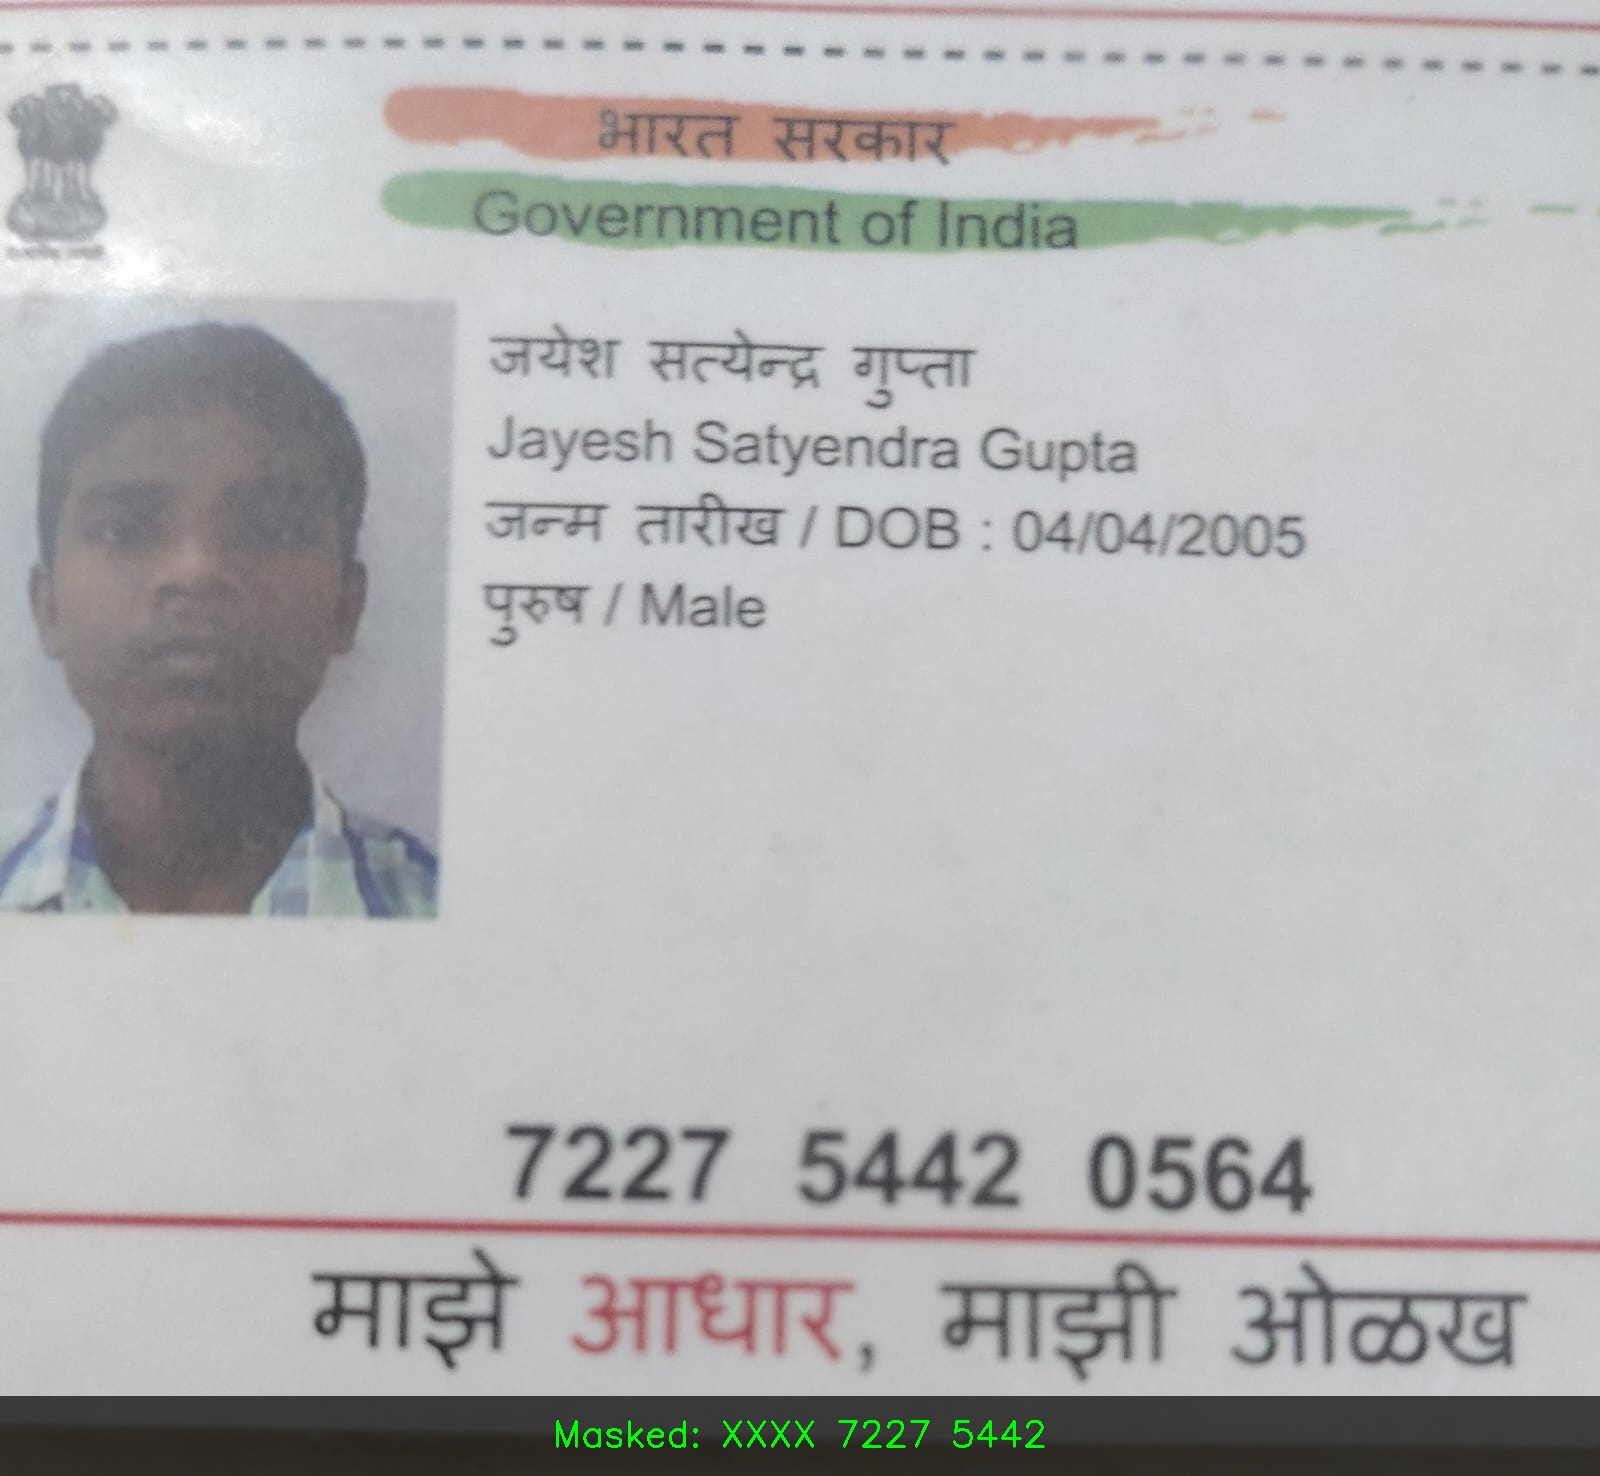 भारत सरकार
Government of India
जयेश सत्येन्द्र गुप्ता
Jayesh Satyendra Gupta
जन्म तारीख / DOB : 04/04/2005
पुरुष / Male
7227 5442 0564
माझे आधार, माझी ओळख
Masked: XXXX 7227 5442